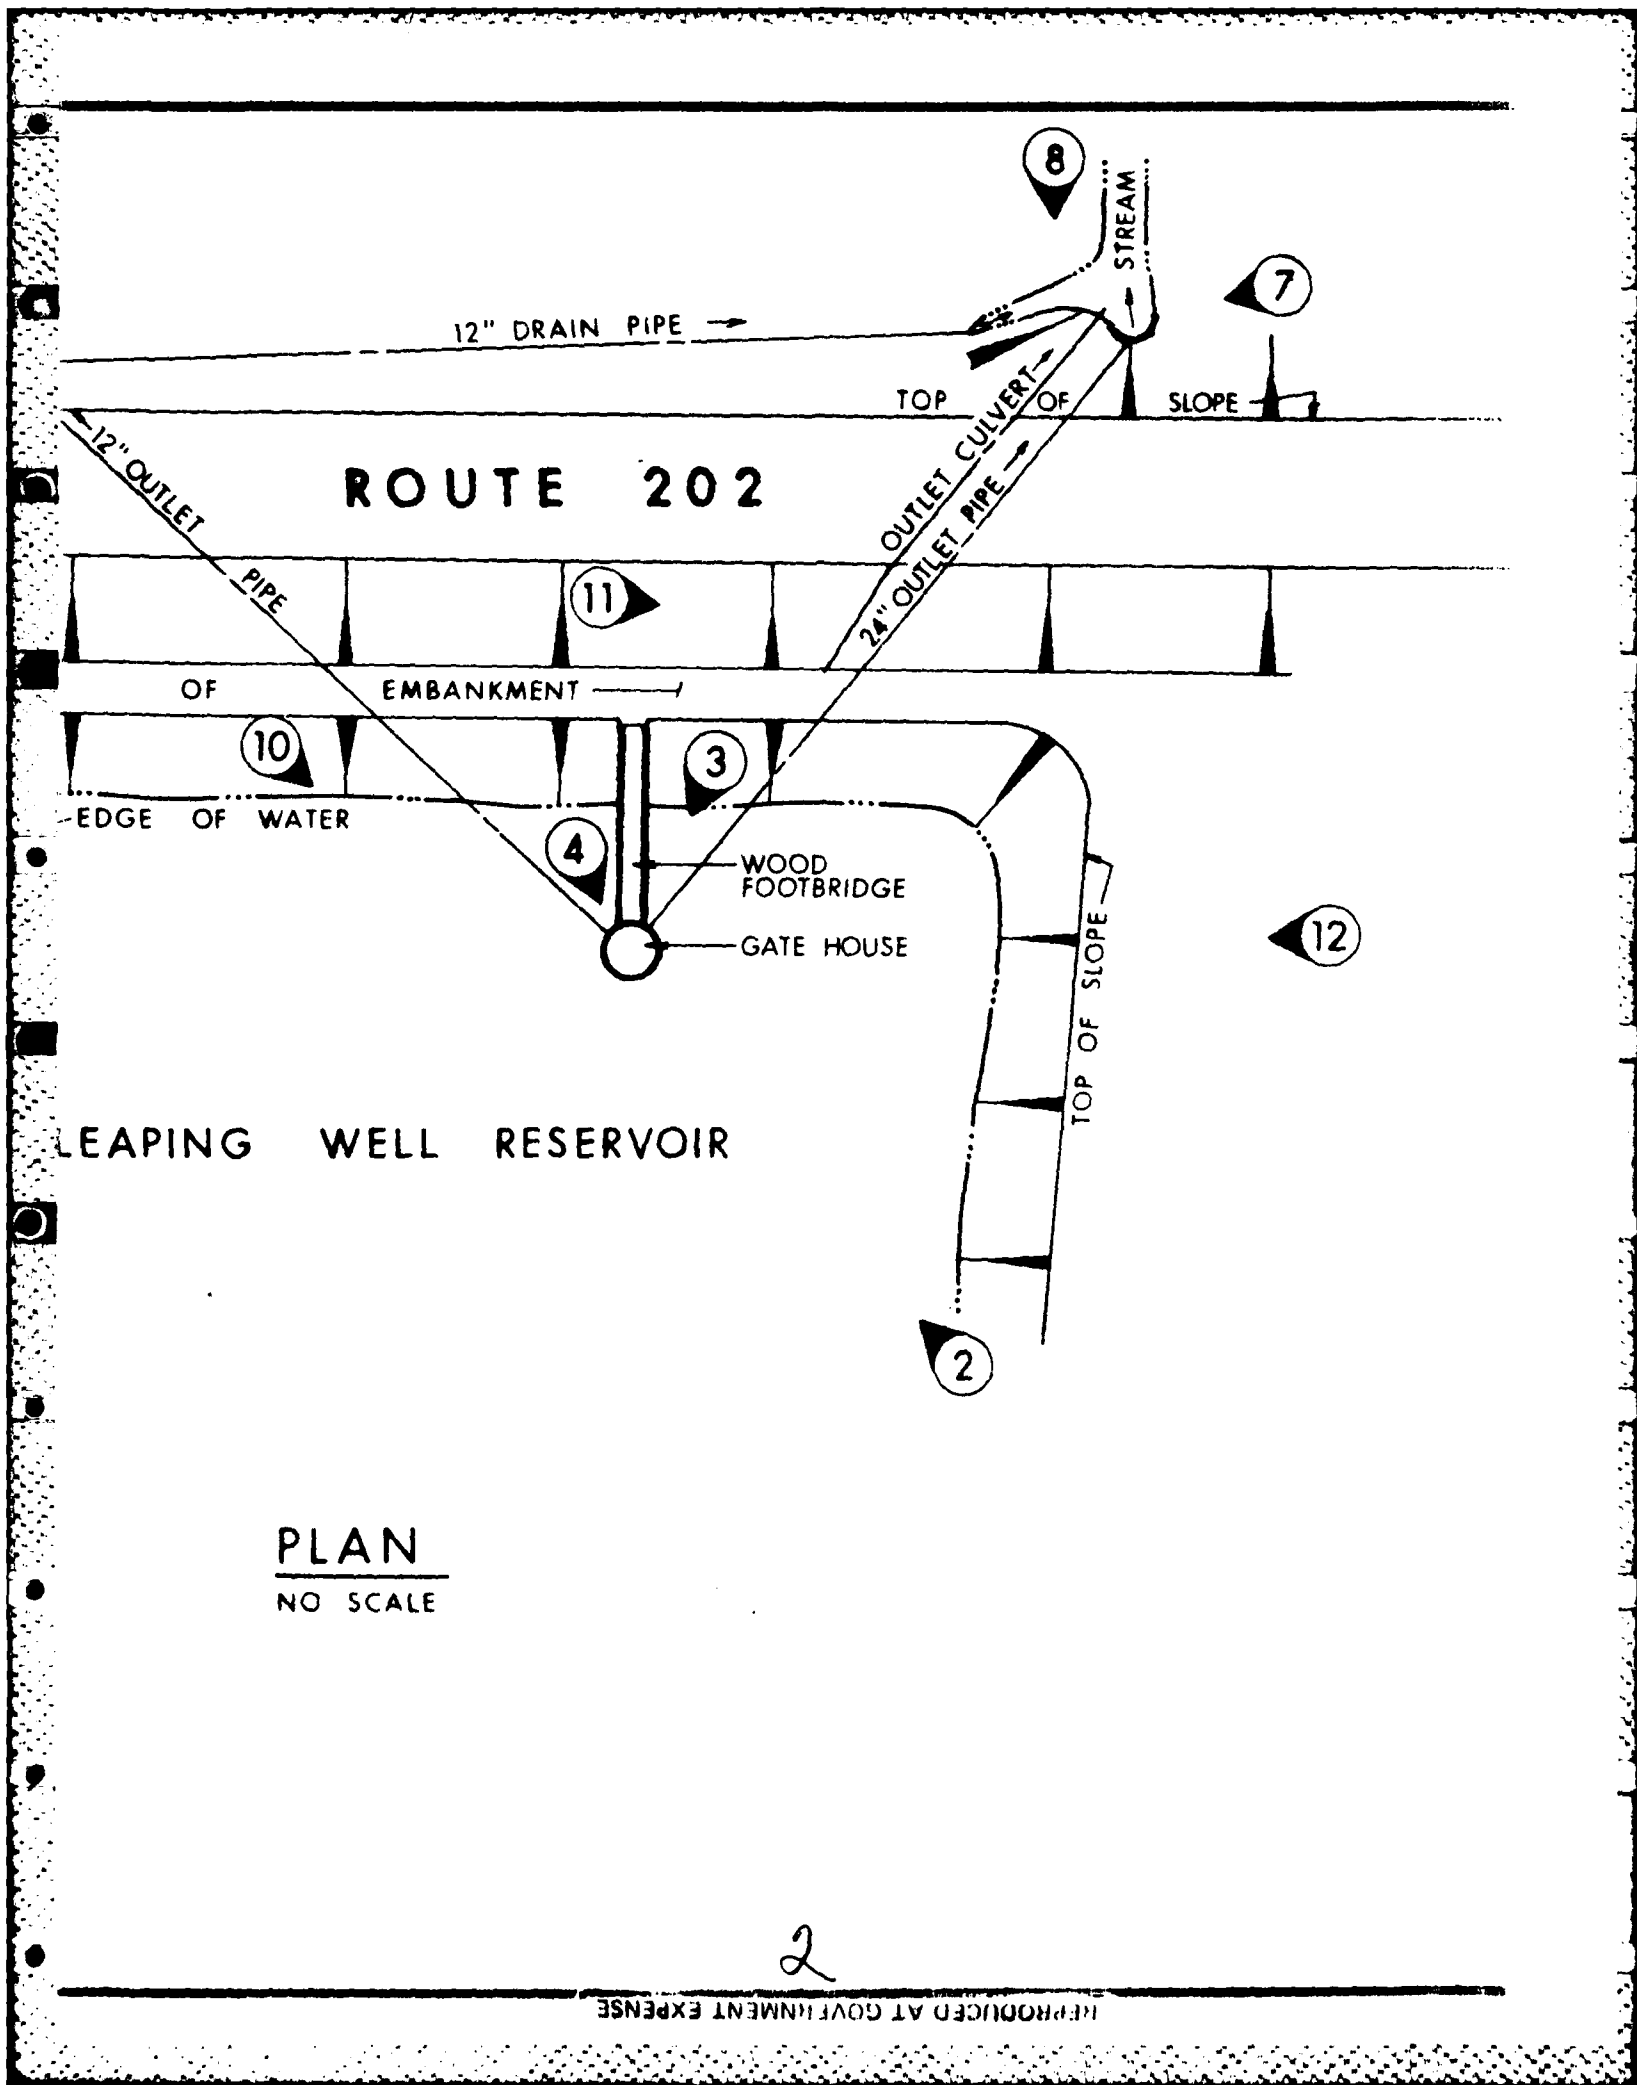 8
STREAM
7
12" DRAIN PIPE
TOP OF SLOPE
OUTLET CULVERT
12" OUTLET PIPE
ROUTE 202
24" OUTLET PIPE
11
OF EMBANKMENT
10
3
EDGE OF WATER
4
WOOD
FOOTBRIDGE
GATE HOUSE
12
TOP OF SLOPE
LEAPING WELL RESERVOIR
2
PLAN
NO SCALE
2
REPRODUCED AT GOVERNMENT EXPENSE